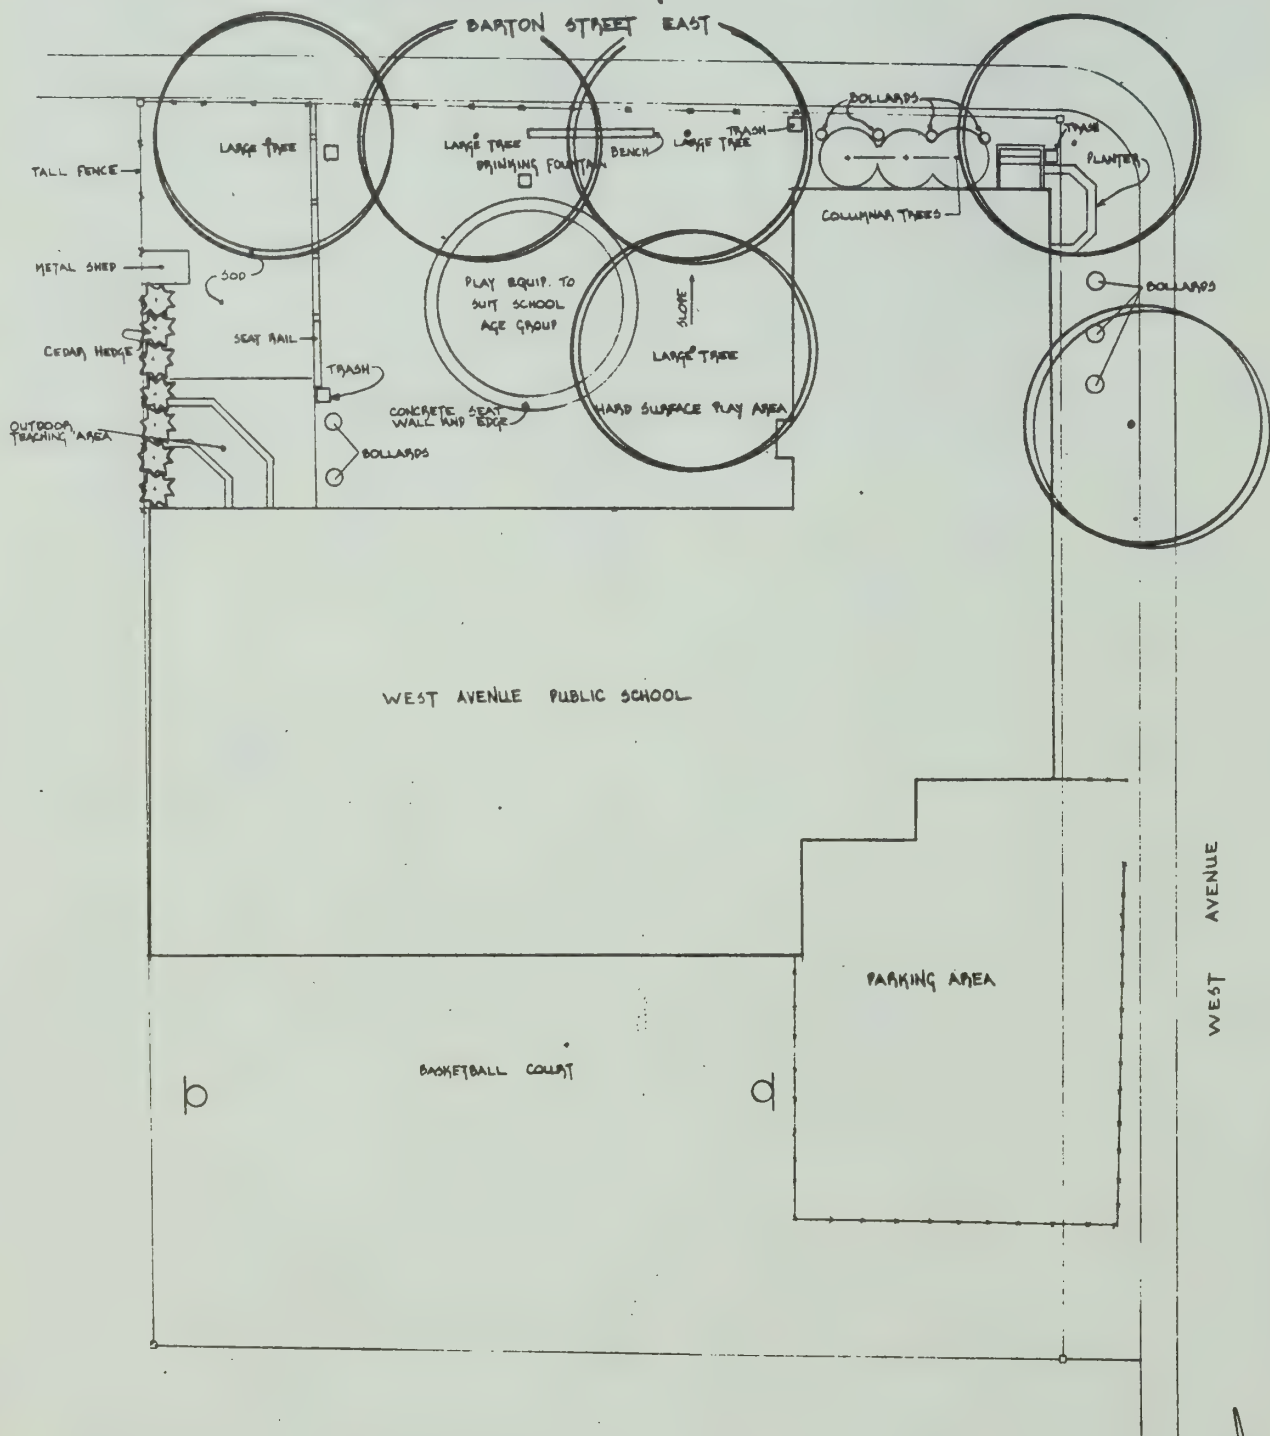 BARTON STREET EAST
BOLLARDS
TRASH
TRASH
LARGE TREE
LARGE TREE
BENCH
LARGE TREE
DRINKING FOUNTAIN
PLANTER
TALL FENCE
COLUMNAR TREES
METAL SHED
SOD
PLAY EQUIP. TO
SUIT SCHOOL
AGE GROUP
SLOPE
BOLLARDS
CEDAR HEDGE
SEAT RAIL
LARGE TREE
TRASH
CONCRETE SEAT
WALL AND EDGE
HARD SURFACE PLAY AREA
OUTDOOR
TEACHING AREA
BOLLARDS
WEST AVENUE PUBLIC SCHOOL
WEST AVENUE
PARKING AREA
BASKETBALL COURT